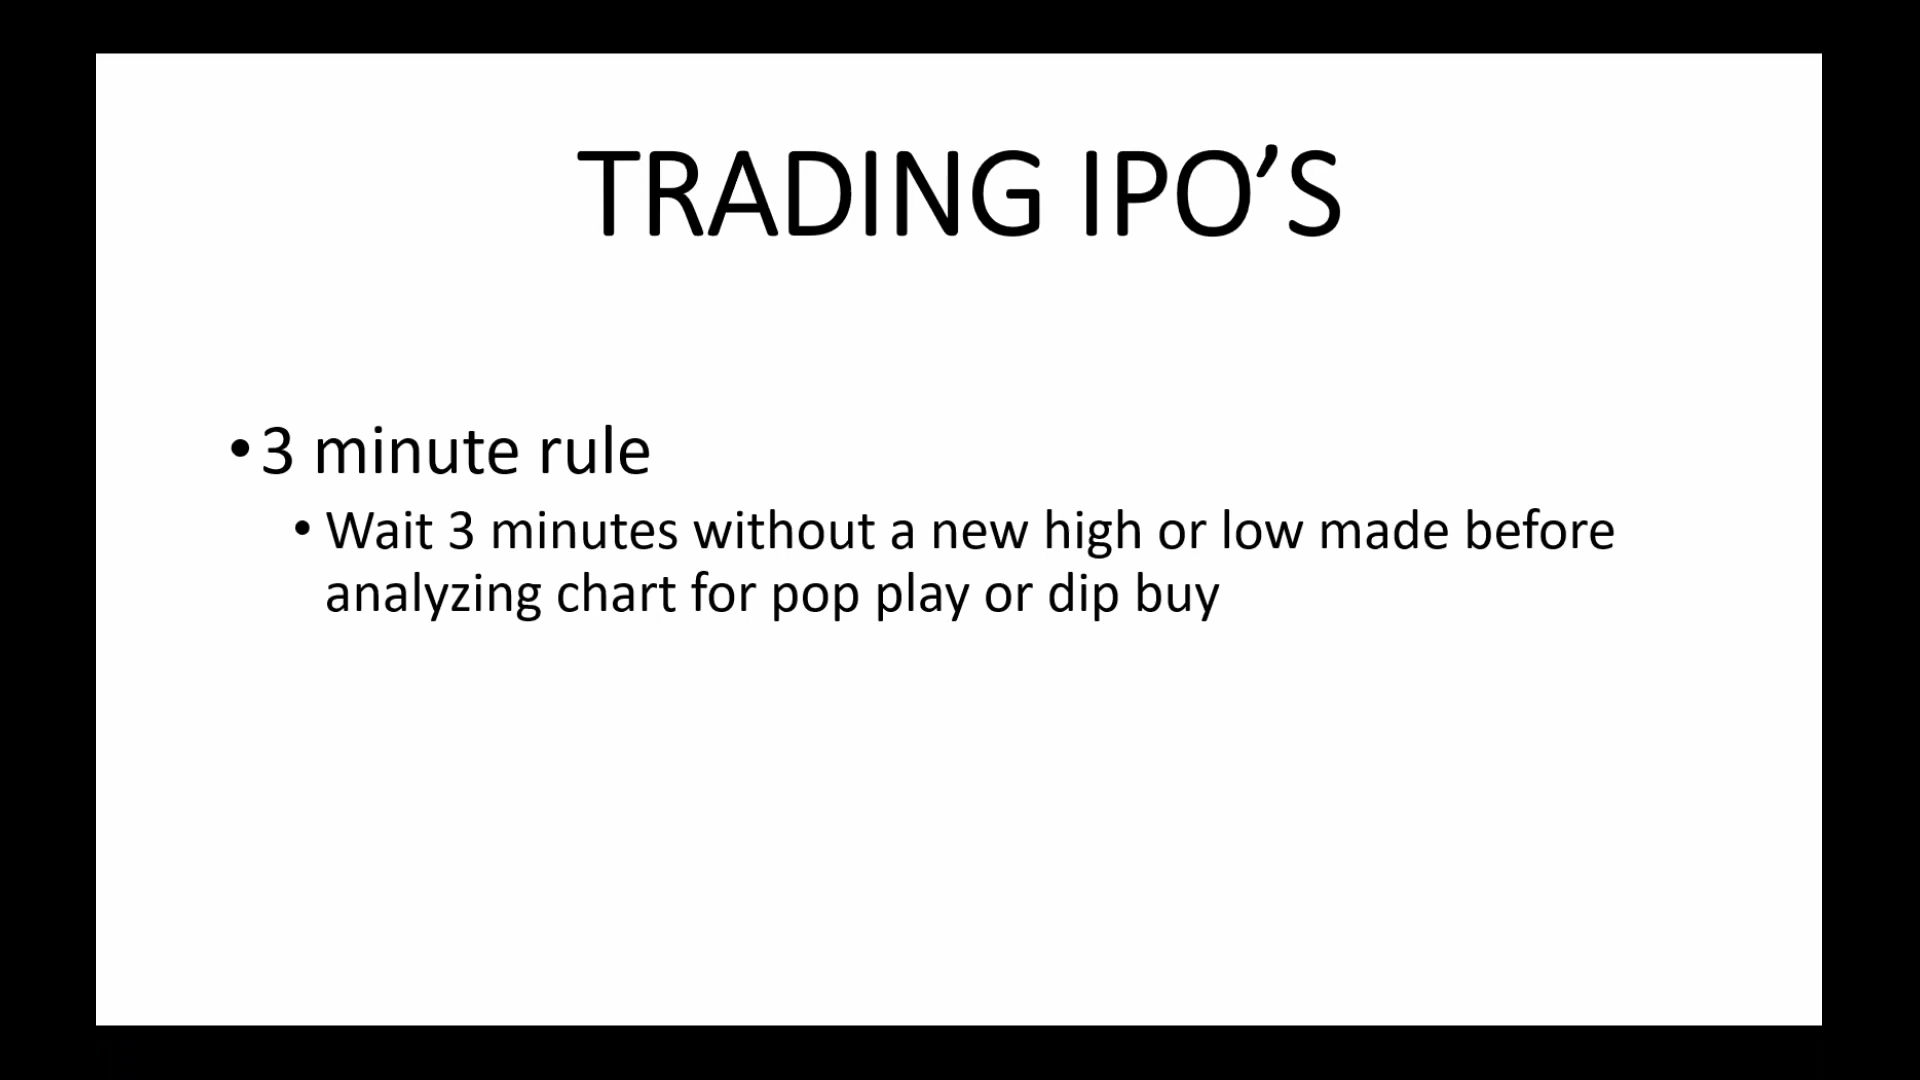 TRADING IPO’S
•3 minute rule
• Wait 3 minutes without a new high or low made before
analyzing chart for pop play or dip buy